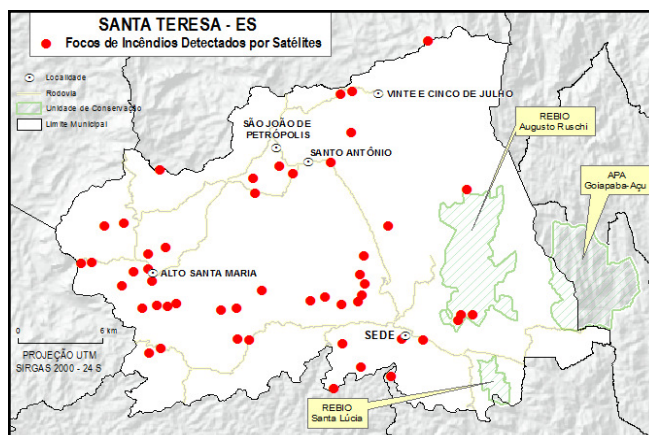 SANTA TERESA - ES
Focos de Incêndios Detectados por Satélites
Localidade
Rodovia
Unidade de Conservação
Limite Municipal
VINTE E CINCO DE JULHO
SÃO JOÃO DE
PETRÓPOLIS
SANTO ANTÔNIO
REBIO
Augusto Ruschi
APA
Goiapaba-Açu
ALTO SANTA MARIA
0
6 km
PROJEÇÃO UTM
SIRGAS 2000 - 24 S
SEDE
REBIO
Santa Lúcia